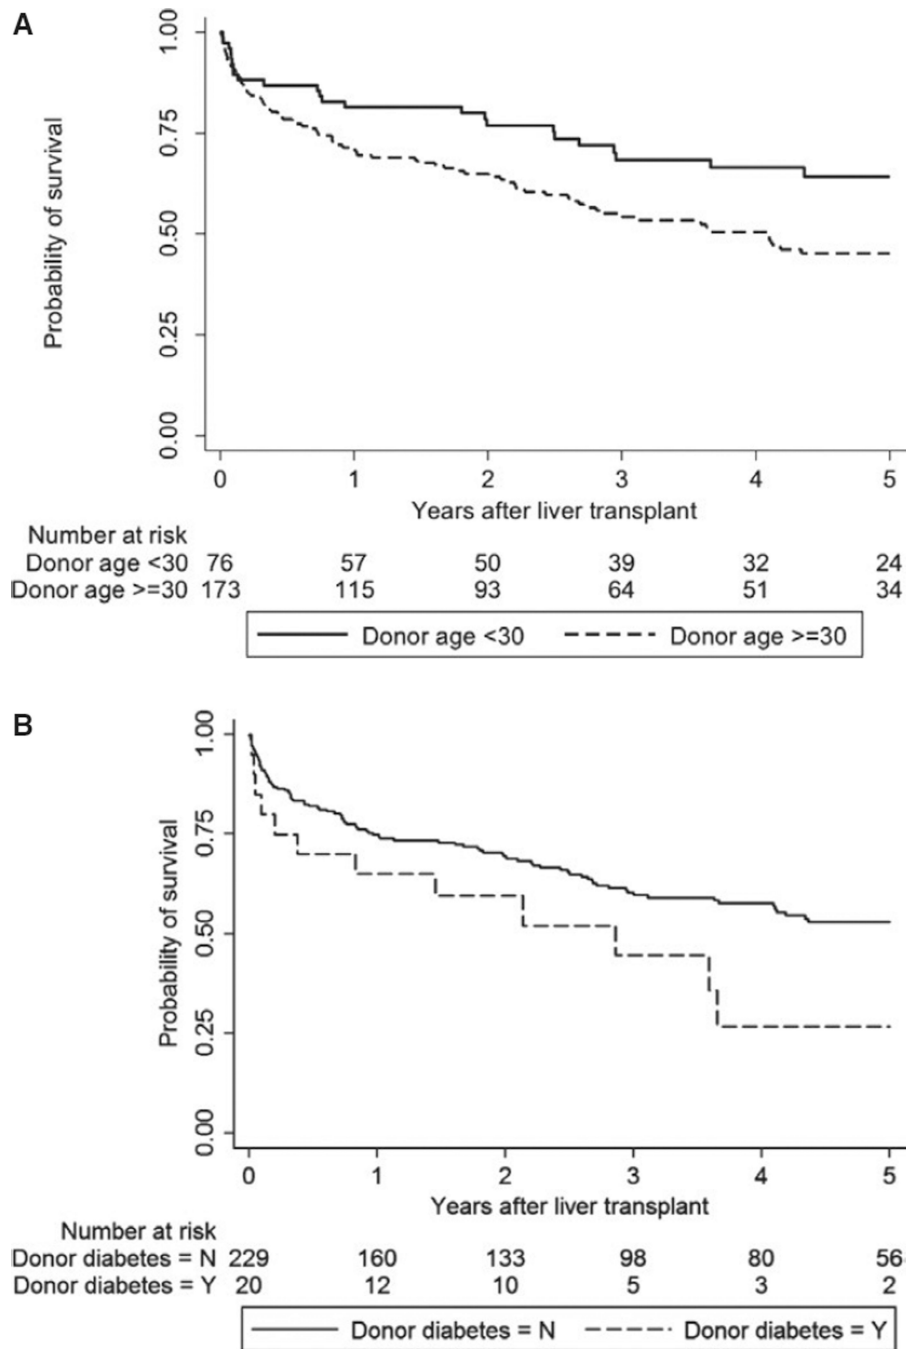 A
Probability of survival
1.00
0.75
0.50
0.25
0.00
0 1 2 3 4 5
Years after liver transplant
Number at risk
Donor age <30 76 57 50 39 32 24
Donor age >=30 173 115 93 64 51 34
Donor age <30 Donor age >=30
B
Probability of survival
1.00
0.75
0.50
0.25
0.00
0 1 2 3 4 5
Years after liver transplant
Number at risk
Donor diabetes = N 229 160 133 98 80 56
Donor diabetes = Y 20 12 10 5 3 2
Donor diabetes = N Donor diabetes = Y